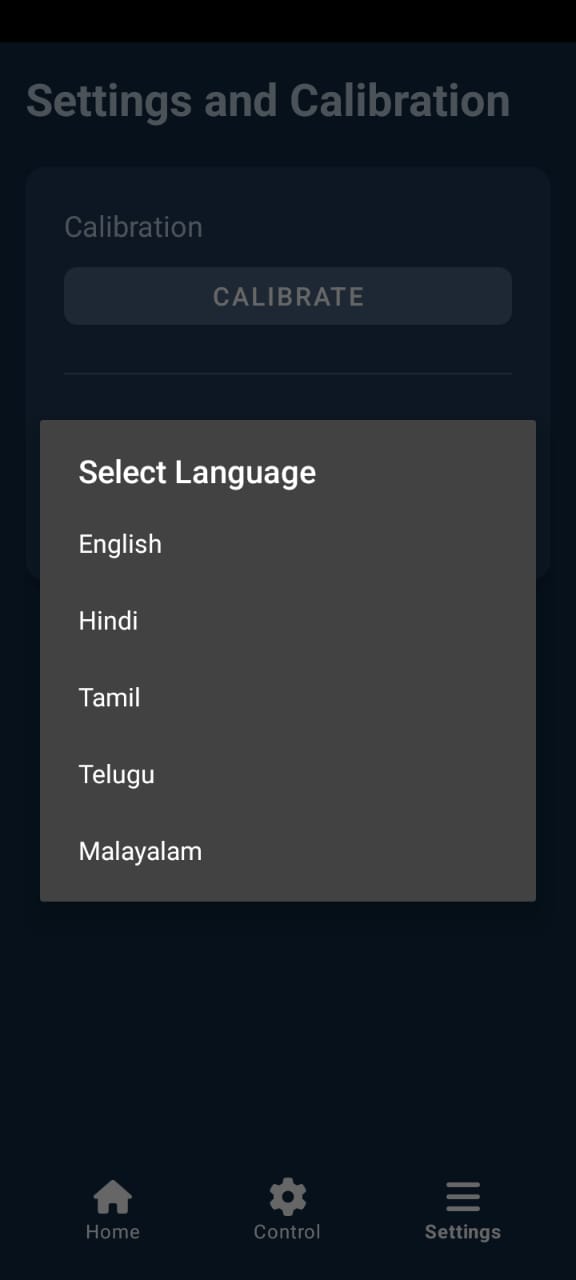 Settings and Calibration
Calibration
CALIBRATE
Select Language
English
Hindi
Tamil
Telugu
Malayalam
Home
Control
Settings